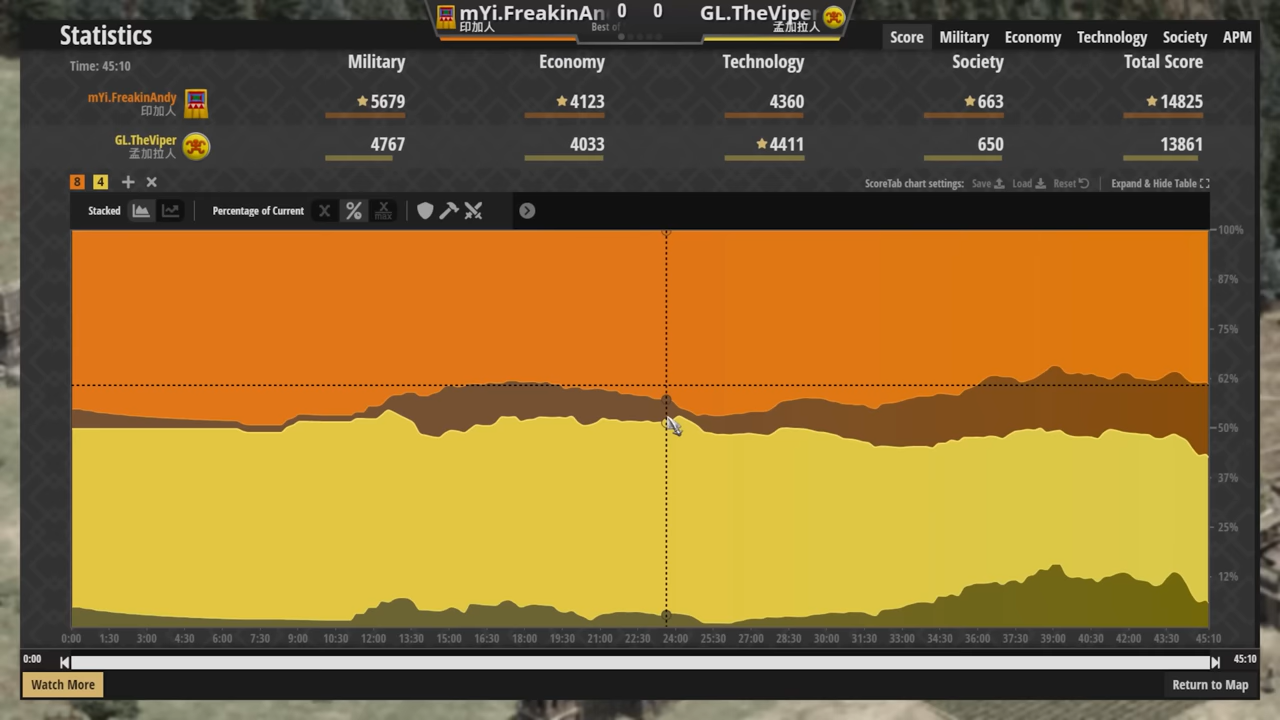 mYi.FreakinAn 0 0 GL.TheViper
印加人 Best of 孟加拉人
Statistics
Score Military Economy Technology Society APM
Time: 45:10 Military Economy Technology Society Total Score
mYi.FreakinAndy 5679 4123 4360 663 14825
印加人
GL.TheViper 4767 4033 4411 650 13861
孟加拉人
8 4 ScoreTab chart settings: Save Load Reset Expand & Hide Table
Stacked Percentage of Current X % X max
100%
87%
75%
62%
50%
37%
25%
12%
0:00 1:30 3:00 4:30 6:00 7:30 9:00 10:30 12:00 13:30 15:00 16:30 18:00 19:30 21:00 22:30 24:00 25:30 27:00 28:30 30:00 31:30 33:00 34:30 36:00 37:30 39:00 40:30 42:00 43:30 45:10
0:00 45:10
Watch More Return to Map